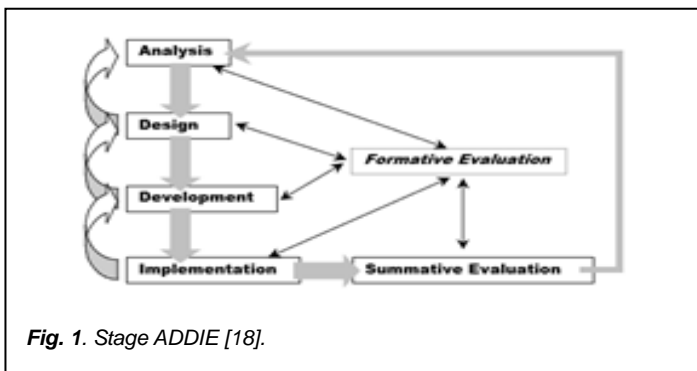 Analysis
Design
Formative Evaluation
Development
Implementation
Summative Evaluation
Fig. 1. Stage ADDIE [18].